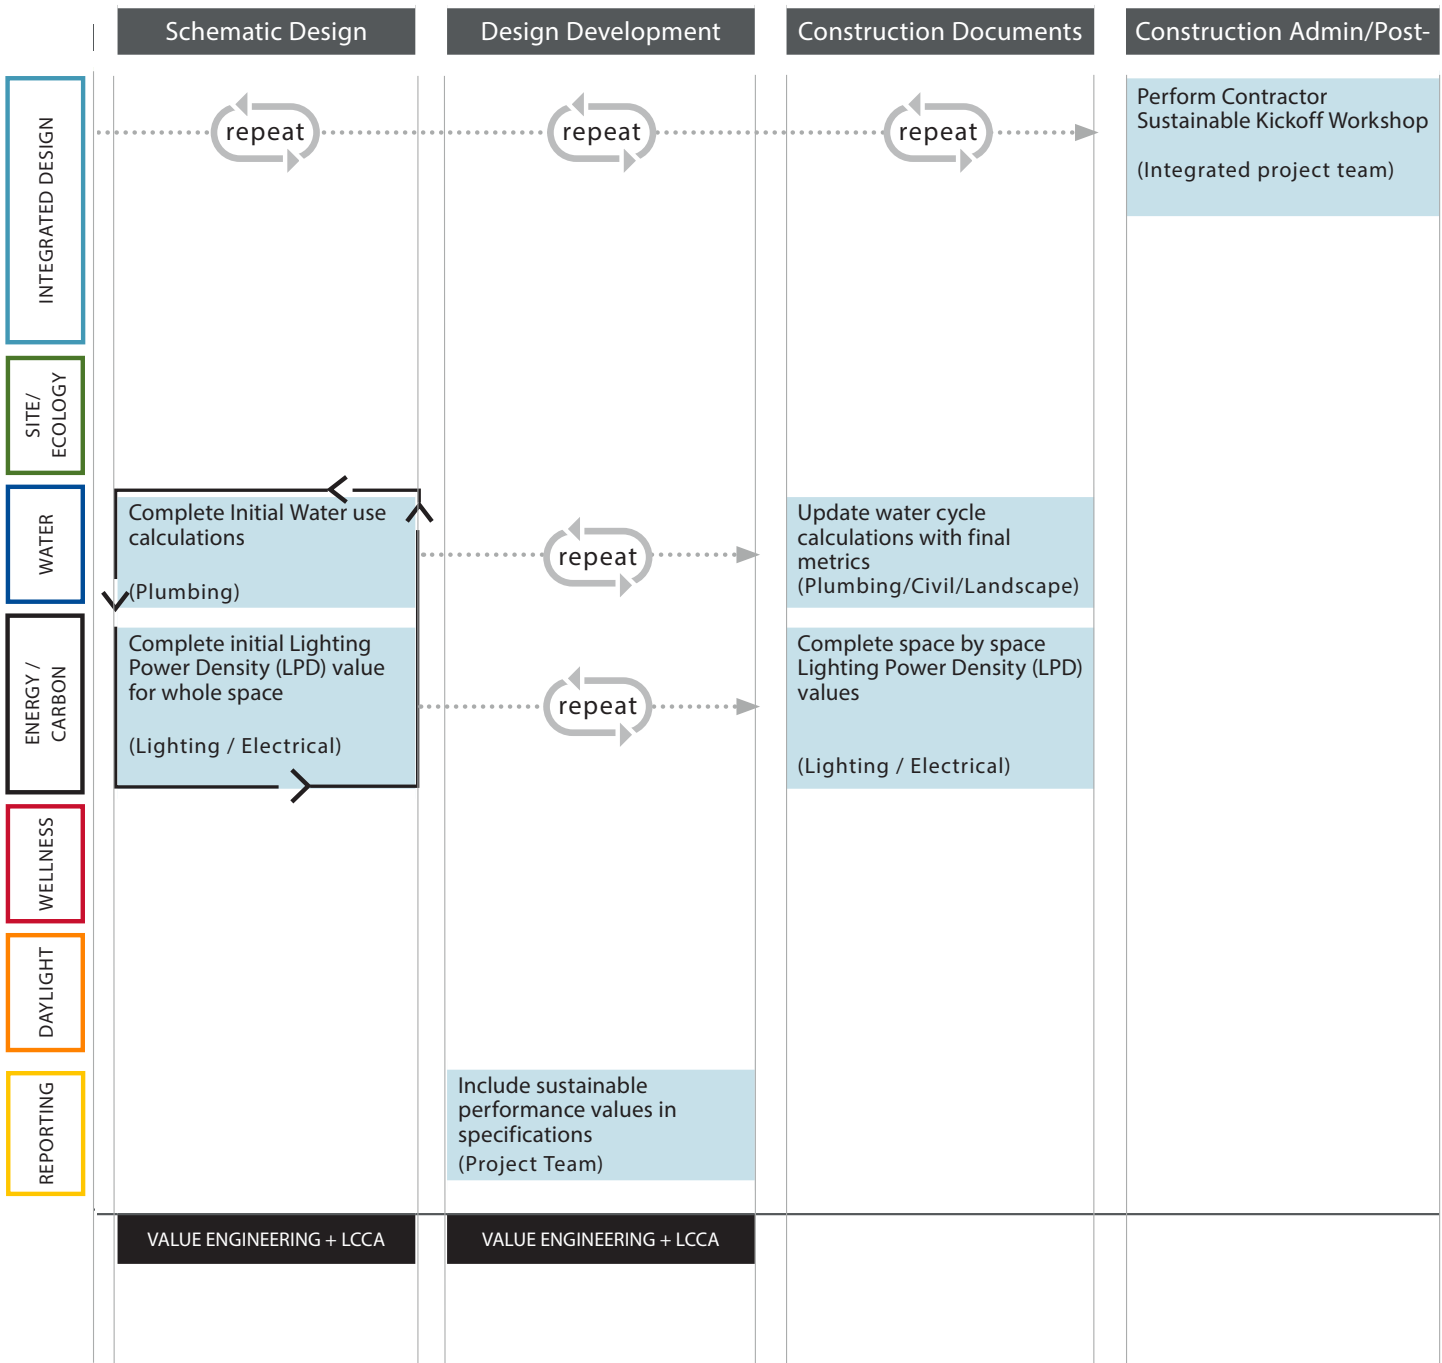 Schematic Design
Design Development
Construction Documents
Construction Admin/Post-
INTEGRATED DESIGN
repeat
repeat
repeat
Perform Contractor
Sustainable Kickoff Workshop
(Integrated project team)
SITE/
ECOLOGY
WATER
Complete Initial Water use
calculations
(Plumbing)
repeat
Update water cycle
calculations with final
metrics
(Plumbing/Civil/Landscape)
ENERGY /
CARBON
Complete initial Lighting
Power Density (LPD) value
for whole space
(Lighting / Electrical)
repeat
Complete space by space
Lighting Power Density (LPD)
values
(Lighting / Electrical)
WELLNESS
DAYLIGHT
REPORTING
Include sustainable
performance values in
specifications
(Project Team)
VALUE ENGINEERING + LCCA
VALUE ENGINEERING + LCCA